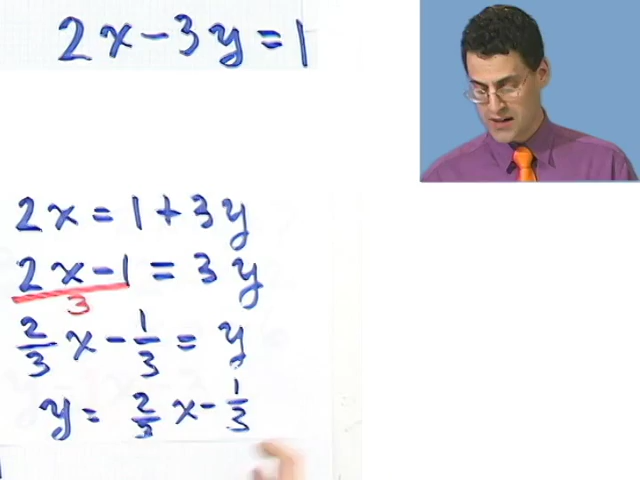 2x-3y=1
2x=1+3y
2x-1=3y
3
2/3 x-1/3=y
y=2/3 x-1/3